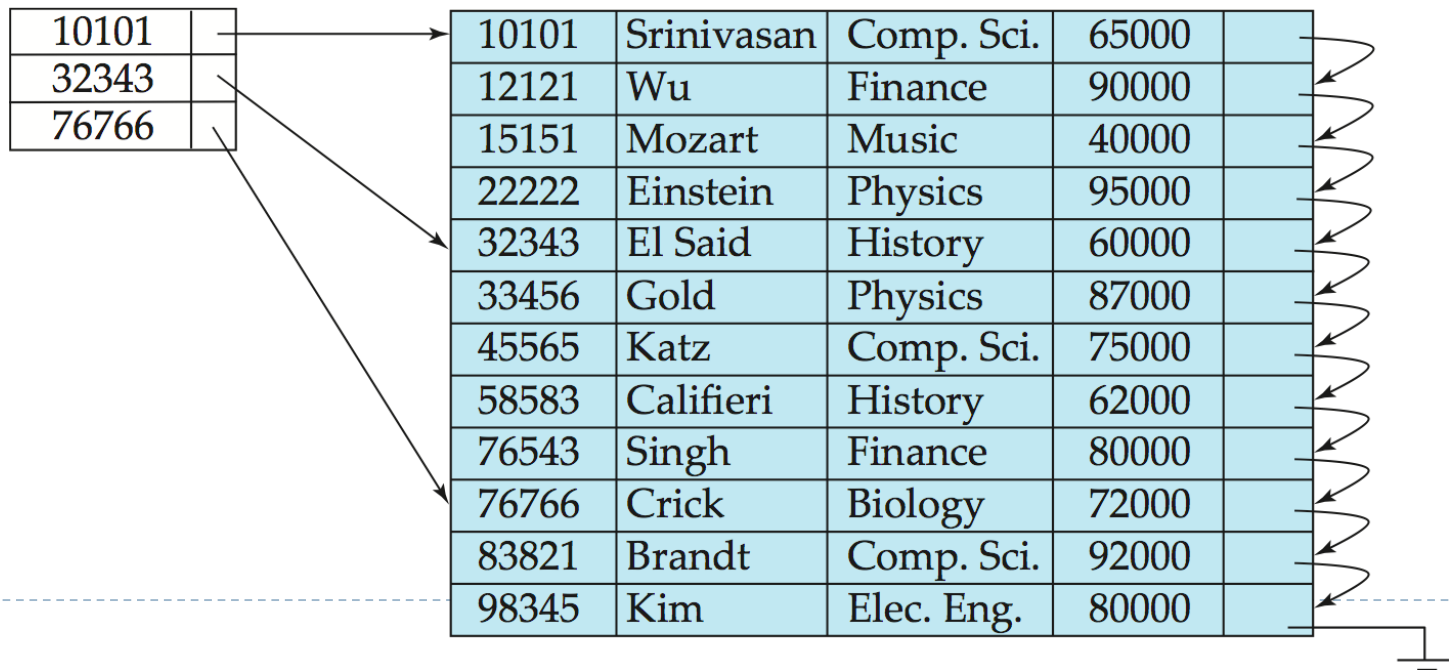 10101
32343
76766
10101 Srinivasan Comp. Sci. 65000
12121 Wu Finance 90000
15151 Mozart Music 40000
22222 Einstein Physics 95000
32343 El Said History 60000
33456 Gold Physics 87000
45565 Katz Comp. Sci. 75000
58583 Califieri History 62000
76543 Singh Finance 80000
76766 Crick Biology 72000
83821 Brandt Comp. Sci. 92000
98345 Kim Elec. Eng. 80000